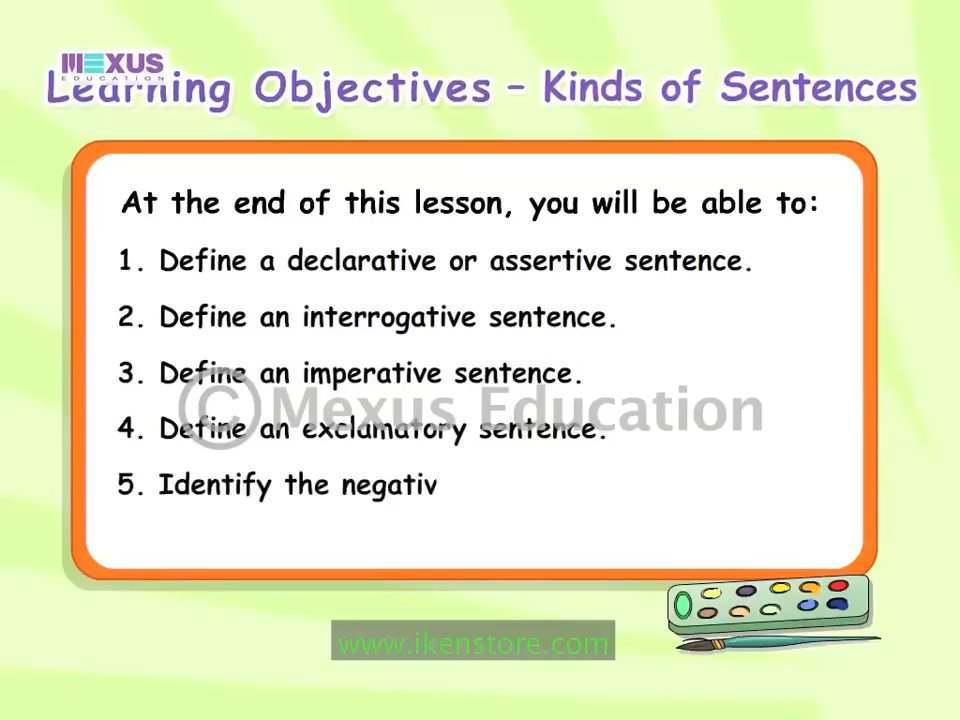 MEXUS
EDUCATION
Learning Objectives – Kinds of Sentences
At the end of this lesson, you will be able to:
1. Define a declarative or assertive sentence.
2. Define an interrogative sentence.
3. Define an imperative sentence.
© Mexus Education
4. Define an exclamatory sentence.
5. Identify the negativ
www.ikenstore.com